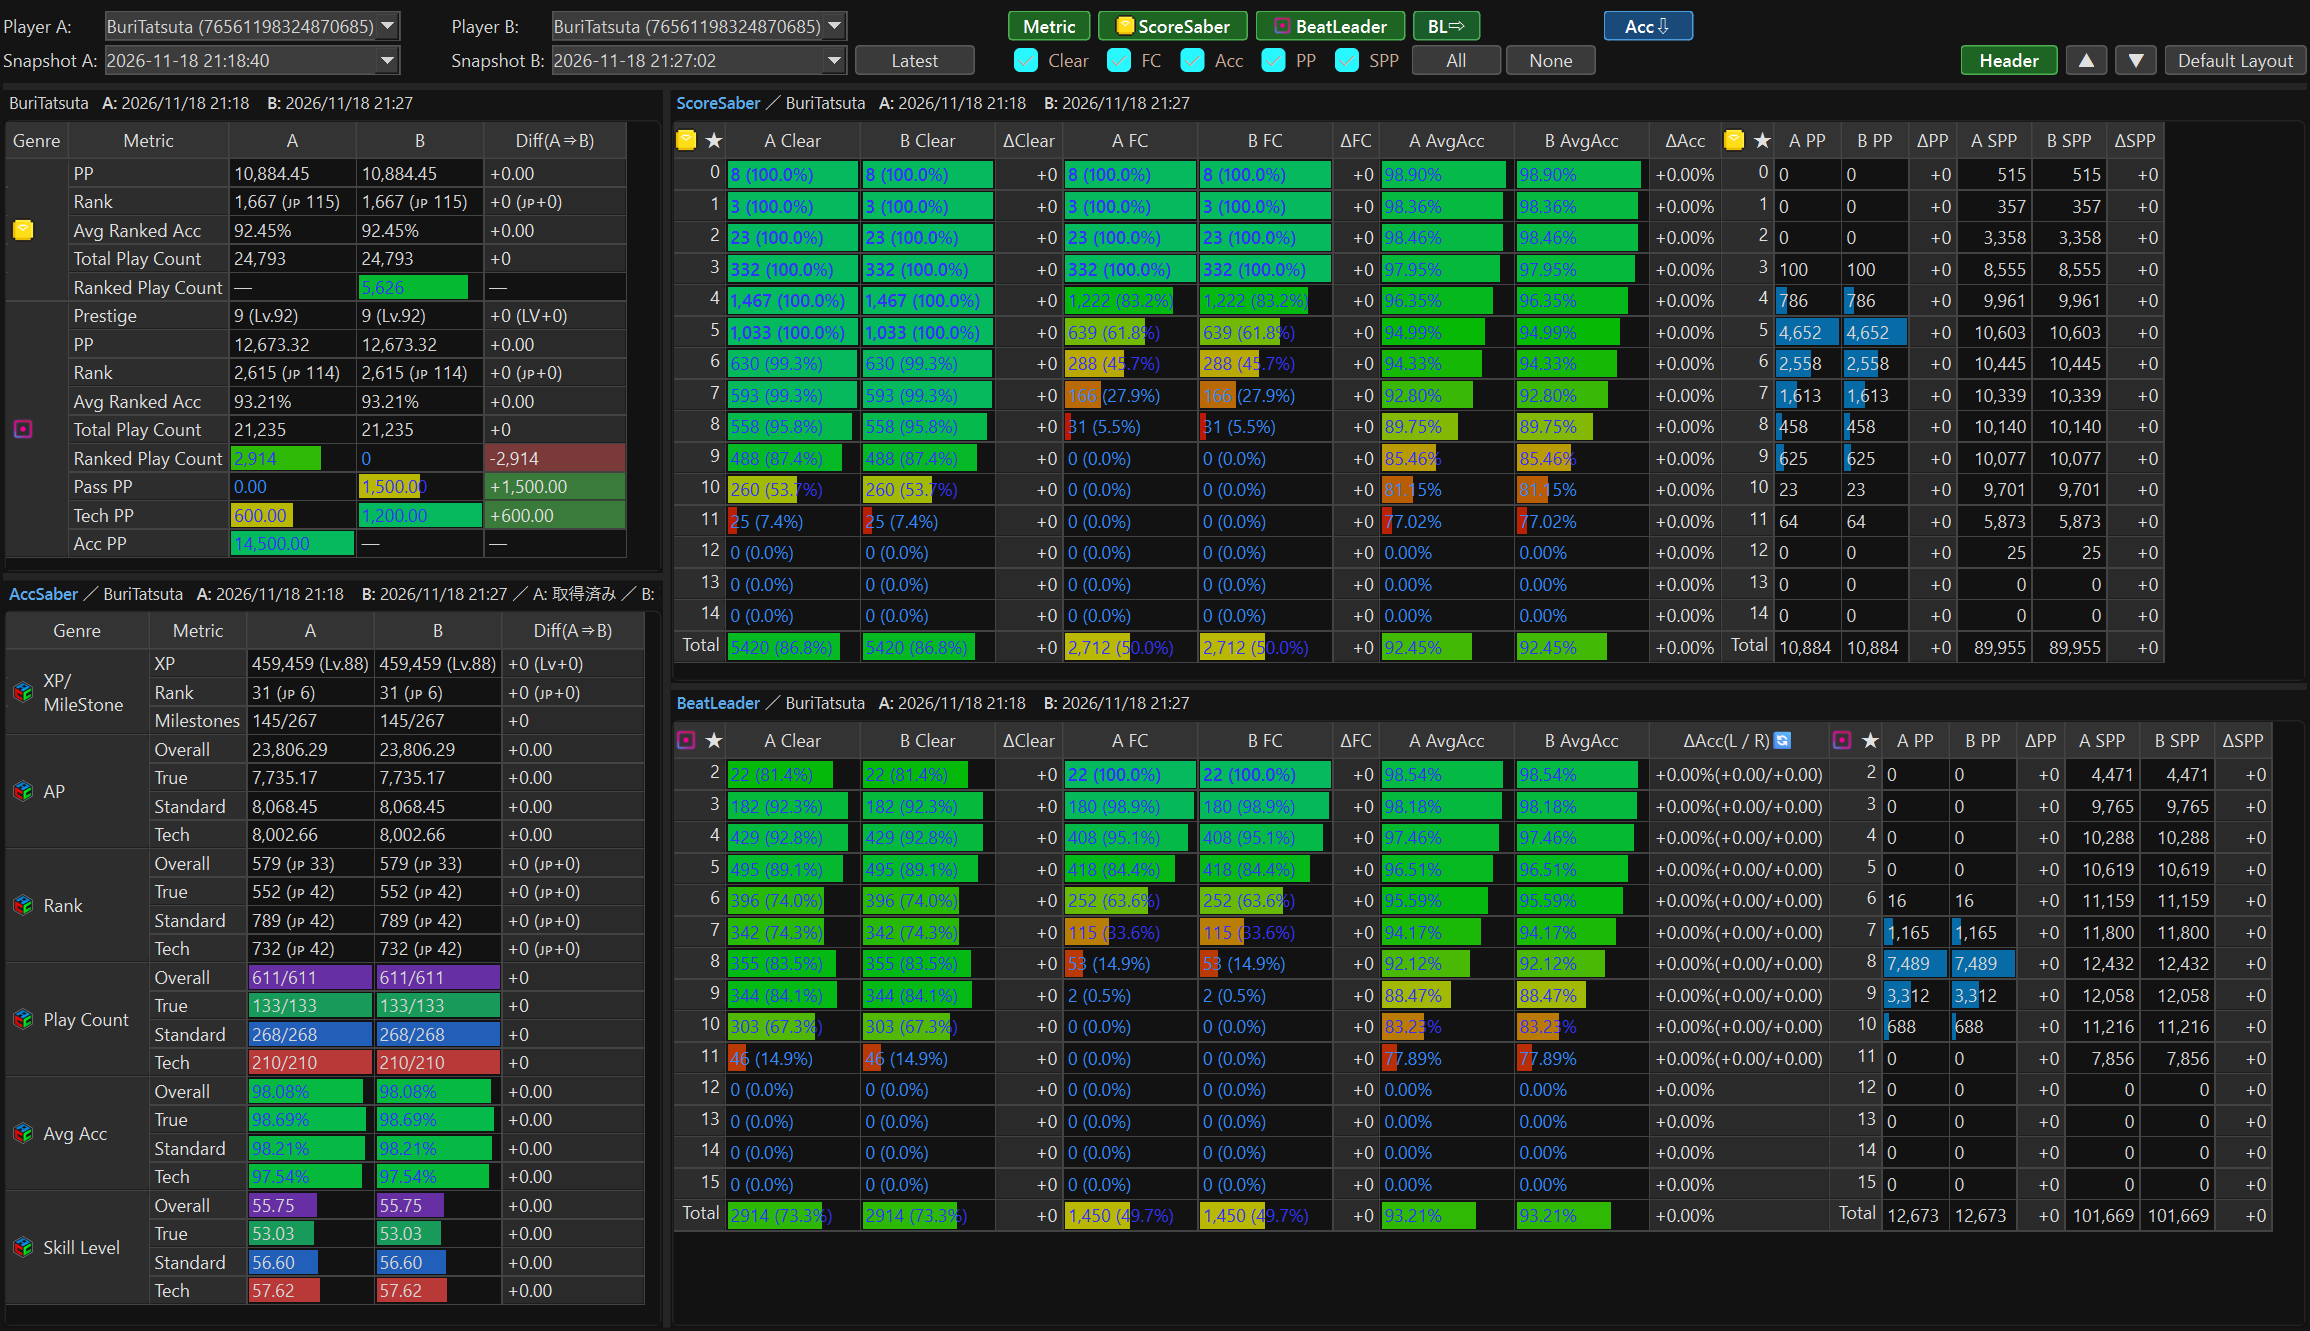 Player A: BuriTatsuta (76561198324870685) Player B: BuriTatsuta (76561198324870685) Metric ScoreSaber BeatLeader BL⇨ Acc⇩
Snapshot A: 2026-11-18 21:18:40 Snapshot B: 2026-11-18 21:27:02 Latest Clear FC Acc PP SPP All None Header ▲ ▼ Default Layout
BuriTatsuta A: 2026/11/18 21:18 B: 2026/11/18 21:27
Genre Metric A B Diff(A⇒B)
PP 10,884.45 10,884.45 +0.00
Rank 1,667 (JP 115) 1,667 (JP 115) +0 (JP+0)
Avg Ranked Acc 92.45% 92.45% +0.00
Total Play Count 24,793 24,793 +0
Ranked Play Count — 5,626 —
Prestige 9 (Lv.92) 9 (Lv.92) +0 (LV+0)
PP 12,673.32 12,673.32 +0.00
Rank 2,615 (JP 114) 2,615 (JP 114) +0 (JP+0)
Avg Ranked Acc 93.21% 93.21% +0.00
Total Play Count 21,235 21,235 +0
Ranked Play Count 2,914 0 -2,914
Pass PP 0.00 1,500.00 +1,500.00
Tech PP 600.00 1,200.00 +600.00
Acc PP 14,500.00 — —
AccSaber ／ BuriTatsuta A: 2026/11/18 21:18 B: 2026/11/18 21:27 ／ A: 取得済み ／ B:
Genre Metric A B Diff(A⇒B)
XP/ MileStone
XP 459,459 (Lv.88) 459,459 (Lv.88) +0 (Lv+0)
Rank 31 (JP 6) 31 (JP 6) +0 (JP+0)
Milestones 145/267 145/267 +0
AP
Overall 23,806.29 23,806.29 +0.00
True 7,735.17 7,735.17 +0.00
Standard 8,068.45 8,068.45 +0.00
Tech 8,002.66 8,002.66 +0.00
Rank
Overall 579 (JP 33) 579 (JP 33) +0 (JP+0)
True 552 (JP 42) 552 (JP 42) +0 (JP+0)
Standard 789 (JP 42) 789 (JP 42) +0 (JP+0)
Tech 732 (JP 42) 732 (JP 42) +0 (JP+0)
Play Count
Overall 611/611 611/611 +0
True 133/133 133/133 +0
Standard 268/268 268/268 +0
Tech 210/210 210/210 +0
Avg Acc
Overall 98.08% 98.08% +0.00
True 98.69% 98.69% +0.00
Standard 98.21% 98.21% +0.00
Tech 97.54% 97.54% +0.00
Skill Level
Overall 55.75 55.75 +0.00
True 53.03 53.03 +0.00
Standard 56.60 56.60 +0.00
Tech 57.62 57.62 +0.00
ScoreSaber ／ BuriTatsuta A: 2026/11/18 21:18 B: 2026/11/18 21:27
★ A Clear B Clear ΔClear A FC B FC ΔFC A AvgAcc B AvgAcc ΔAcc ★ A PP B PP ΔPP A SPP B SPP ΔSPP
0 8 (100.0%) 8 (100.0%) +0 8 (100.0%) 8 (100.0%) +0 98.90% 98.90% +0.00% 0 0 0 +0 515 515 +0
1 3 (100.0%) 3 (100.0%) +0 3 (100.0%) 3 (100.0%) +0 98.36% 98.36% +0.00% 1 0 0 +0 357 357 +0
2 23 (100.0%) 23 (100.0%) +0 23 (100.0%) 23 (100.0%) +0 98.46% 98.46% +0.00% 2 0 0 +0 3,358 3,358 +0
3 332 (100.0%) 332 (100.0%) +0 332 (100.0%) 332 (100.0%) +0 97.95% 97.95% +0.00% 3 100 100 +0 8,555 8,555 +0
4 1,467 (100.0%) 1,467 (100.0%) +0 1,222 (83.2%) 1,222 (83.2%) +0 96.35% 96.35% +0.00% 4 786 786 +0 9,961 9,961 +0
5 1,033 (100.0%) 1,033 (100.0%) +0 639 (61.8%) 639 (61.8%) +0 94.99% 94.99% +0.00% 5 4,652 4,652 +0 10,603 10,603 +0
6 630 (99.3%) 630 (99.3%) +0 288 (45.7%) 288 (45.7%) +0 94.33% 94.33% +0.00% 6 2,558 2,558 +0 10,445 10,445 +0
7 593 (99.3%) 593 (99.3%) +0 166 (27.9%) 166 (27.9%) +0 92.80% 92.80% +0.00% 7 1,613 1,613 +0 10,339 10,339 +0
8 558 (95.8%) 558 (95.8%) +0 31 (5.5%) 31 (5.5%) +0 89.75% 89.75% +0.00% 8 458 458 +0 10,140 10,140 +0
9 488 (87.4%) 488 (87.4%) +0 0 (0.0%) 0 (0.0%) +0 85.46% 85.46% +0.00% 9 625 625 +0 10,077 10,077 +0
10 260 (53.7%) 260 (53.7%) +0 0 (0.0%) 0 (0.0%) +0 81.15% 81.15% +0.00% 10 23 23 +0 9,701 9,701 +0
11 25 (7.4%) 25 (7.4%) +0 0 (0.0%) 0 (0.0%) +0 77.02% 77.02% +0.00% 11 64 64 +0 5,873 5,873 +0
12 0 (0.0%) 0 (0.0%) +0 0 (0.0%) 0 (0.0%) +0 0.00% 0.00% +0.00% 12 0 0 +0 25 25 +0
13 0 (0.0%) 0 (0.0%) +0 0 (0.0%) 0 (0.0%) +0 0.00% 0.00% +0.00% 13 0 0 +0 0 0 +0
14 0 (0.0%) 0 (0.0%) +0 0 (0.0%) 0 (0.0%) +0 0.00% 0.00% +0.00% 14 0 0 +0 0 0 +0
Total 5420 (86.8%) 5420 (86.8%) +0 2,712 (50.0%) 2,712 (50.0%) +0 92.45% 92.45% +0.00% Total 10,884 10,884 +0 89,955 89,955 +0
BeatLeader ／ BuriTatsuta A: 2026/11/18 21:18 B: 2026/11/18 21:27
★ A Clear B Clear ΔClear A FC B FC ΔFC A AvgAcc B AvgAcc ΔAcc(L / R) ★ A PP B PP ΔPP A SPP B SPP ΔSPP
2 22 (81.4%) 22 (81.4%) +0 22 (100.0%) 22 (100.0%) +0 98.54% 98.54% +0.00%(+0.00/+0.00) 2 0 0 +0 4,471 4,471 +0
3 182 (92.3%) 182 (92.3%) +0 180 (98.9%) 180 (98.9%) +0 98.18% 98.18% +0.00%(+0.00/+0.00) 3 0 0 +0 9,765 9,765 +0
4 429 (92.8%) 429 (92.8%) +0 408 (95.1%) 408 (95.1%) +0 97.46% 97.46% +0.00%(+0.00/+0.00) 4 0 0 +0 10,288 10,288 +0
5 495 (89.1%) 495 (89.1%) +0 418 (84.4%) 418 (84.4%) +0 96.51% 96.51% +0.00%(+0.00/+0.00) 5 0 0 +0 10,619 10,619 +0
6 396 (74.0%) 396 (74.0%) +0 252 (63.6%) 252 (63.6%) +0 95.59% 95.59% +0.00%(+0.00/+0.00) 6 16 16 +0 11,159 11,159 +0
7 342 (74.3%) 342 (74.3%) +0 115 (33.6%) 115 (33.6%) +0 94.17% 94.17% +0.00%(+0.00/+0.00) 7 1,165 1,165 +0 11,800 11,800 +0
8 355 (83.5%) 355 (83.5%) +0 53 (14.9%) 53 (14.9%) +0 92.12% 92.12% +0.00%(+0.00/+0.00) 8 7,489 7,489 +0 12,432 12,432 +0
9 344 (84.1%) 344 (84.1%) +0 2 (0.5%) 2 (0.5%) +0 88.47% 88.47% +0.00%(+0.00/+0.00) 9 3,312 3,312 +0 12,058 12,058 +0
10 303 (67.3%) 303 (67.3%) +0 0 (0.0%) 0 (0.0%) +0 83.23% 83.23% +0.00%(+0.00/+0.00) 10 688 688 +0 11,216 11,216 +0
11 46 (14.9%) 46 (14.9%) +0 0 (0.0%) 0 (0.0%) +0 77.89% 77.89% +0.00%(+0.00/+0.00) 11 0 0 +0 7,856 7,856 +0
12 0 (0.0%) 0 (0.0%) +0 0 (0.0%) 0 (0.0%) +0 0.00% 0.00% +0.00% 12 0 0 +0 0 0 +0
13 0 (0.0%) 0 (0.0%) +0 0 (0.0%) 0 (0.0%) +0 0.00% 0.00% +0.00% 13 0 0 +0 0 0 +0
14 0 (0.0%) 0 (0.0%) +0 0 (0.0%) 0 (0.0%) +0 0.00% 0.00% +0.00% 14 0 0 +0 0 0 +0
15 0 (0.0%) 0 (0.0%) +0 0 (0.0%) 0 (0.0%) +0 0.00% 0.00% +0.00% 15 0 0 +0 0 0 +0
Total 2914 (73.3%) 2914 (73.3%) +0 1,450 (49.7%) 1,450 (49.7%) +0 93.21% 93.21% +0.00% Total 12,673 12,673 +0 101,669 101,669 +0